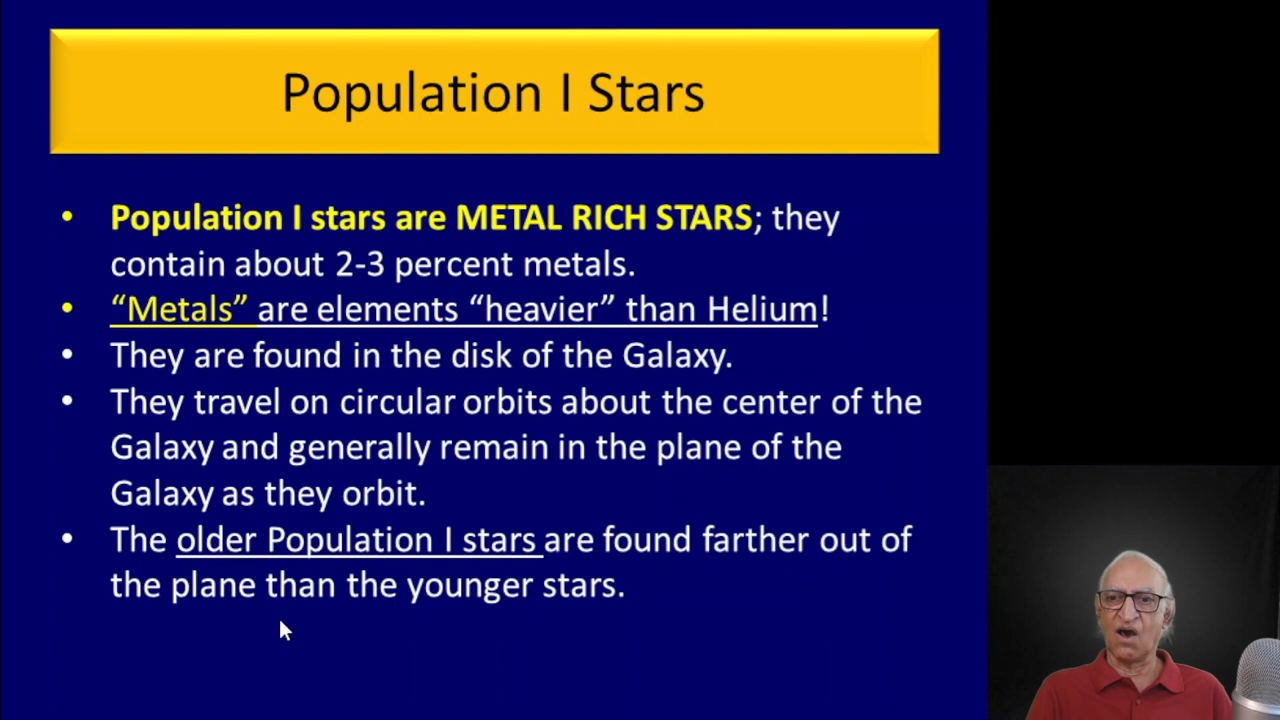 Population I Stars
• Population I stars are METAL RICH STARS; they
contain about 2-3 percent metals.
• “Metals” are elements “heavier” than Helium!
• They are found in the disk of the Galaxy.
• They travel on circular orbits about the center of the
Galaxy and generally remain in the plane of the
Galaxy as they orbit.
• The older Population I stars are found farther out of
the plane than the younger stars.